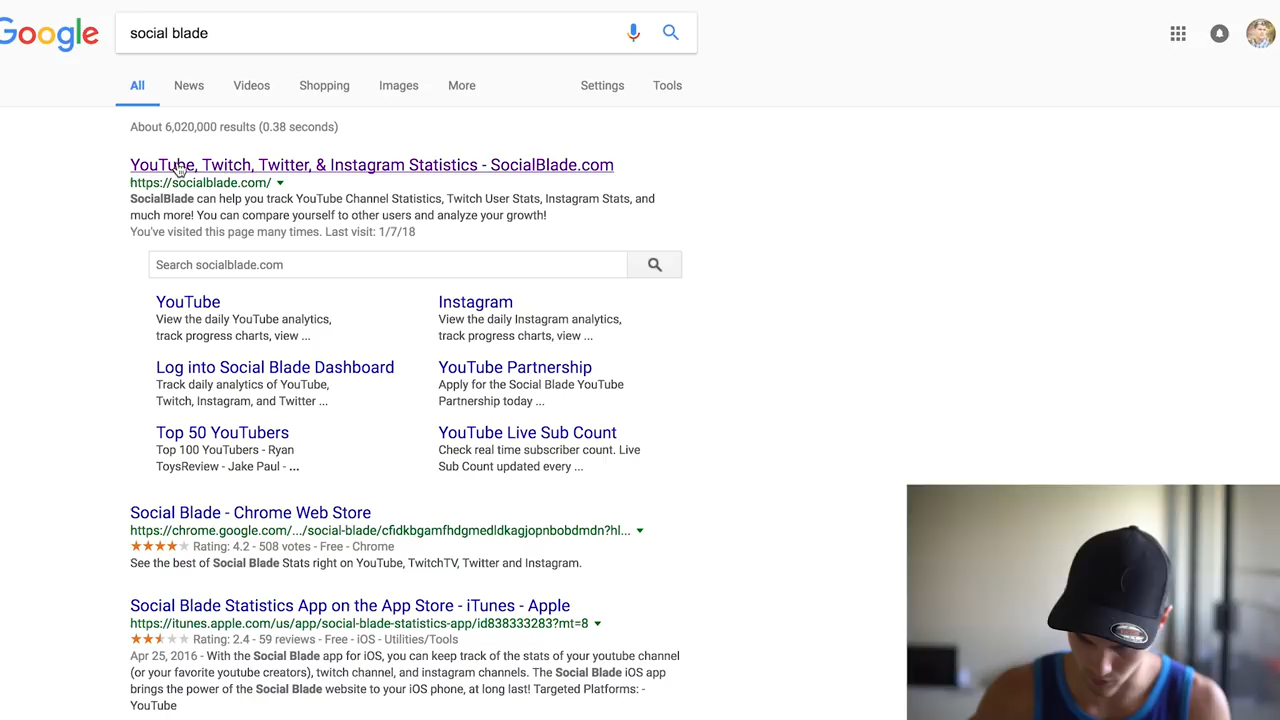 Google
social blade
All News Videos Shopping Images More Settings Tools
About 6,020,000 results (0.38 seconds)
YouTube, Twitch, Twitter, & Instagram Statistics - SocialBlade.com
https://socialblade.com/
SocialBlade can help you track YouTube Channel Statistics, Twitch User Stats, Instagram Stats, and
much more! You can compare yourself to other users and analyze your growth!
You've visited this page many times. Last visit: 1/7/18
Search socialblade.com
YouTube
View the daily YouTube analytics,
track progress charts, view ...
Instagram
View the daily Instagram analytics,
track progress charts, view ...
Log into Social Blade Dashboard
Track daily analytics of YouTube,
Twitch, Instagram, and Twitter ...
YouTube Partnership
Apply for the Social Blade YouTube
Partnership today ...
Top 50 YouTubers
Top 100 YouTubers - Ryan
ToysReview - Jake Paul - ...
YouTube Live Sub Count
Check real time subscriber count. Live
Sub Count updated every ...
Social Blade - Chrome Web Store
https://chrome.google.com/.../social-blade/cfidkbgamfhdgmedldkagjopnbobdmdn?hl...
Rating: 4.2 - 508 votes - Free - Chrome
See the best of Social Blade Stats right on YouTube, TwitchTV, Twitter and Instagram.
Social Blade Statistics App on the App Store - iTunes - Apple
https://itunes.apple.com/us/app/social-blade-statistics-app/id838333283?mt=8
Rating: 2.4 - 59 reviews - Free - iOS - Utilities/Tools
Apr 25, 2016 - With the Social Blade app for iOS, you can keep track of the stats of your youtube channel
(or your favorite youtube creators), twitch channel, and instagram channels. The Social Blade iOS app
brings the power of the Social Blade website to your iOS phone, at long last! Targeted Platforms: -
YouTube